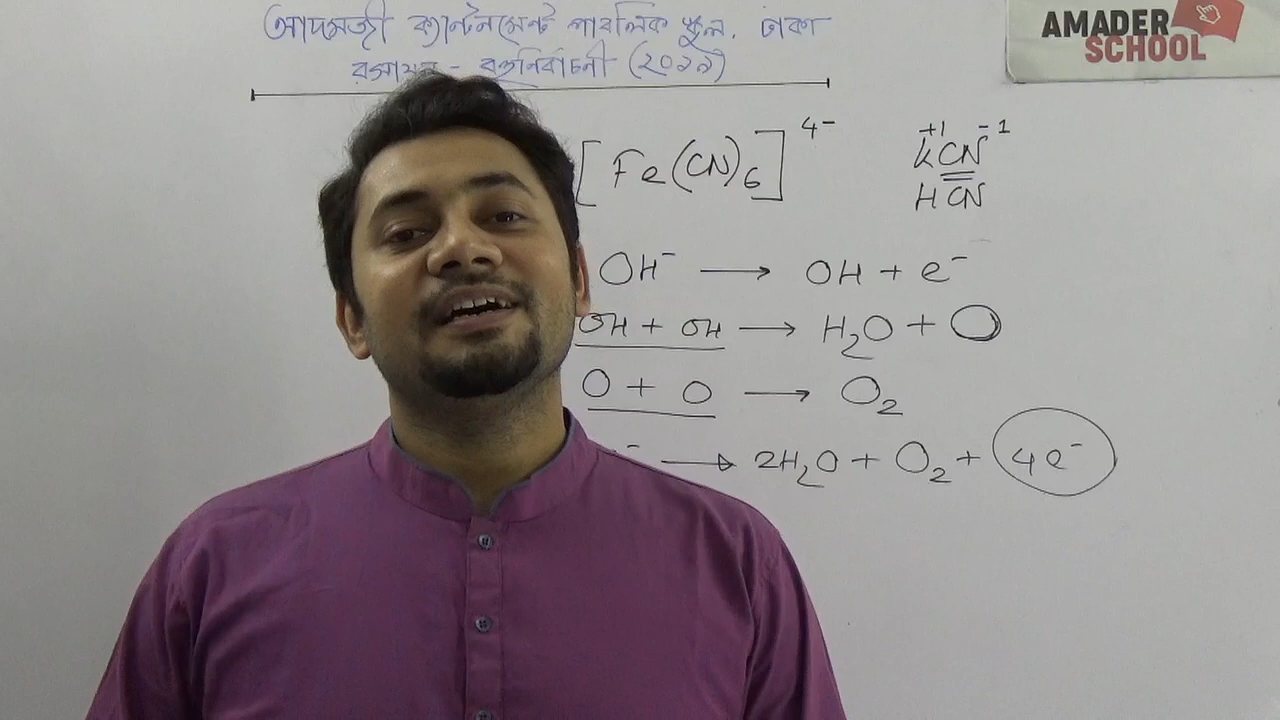 আদমজী ক্যান্টনমেন্ট পাবলিক স্কুল, ঢাকা
রসায়ন - বহুনির্বাচনী (২০১৯)
AMADER
SCHOOL
[Fe(CN)₆]⁴⁻
+1 -1
KCN
HCN
OH⁻ → OH + e⁻
OH + OH → H₂O + O
O + O → O₂
⁻ → 2H₂O + O₂ + 4e⁻